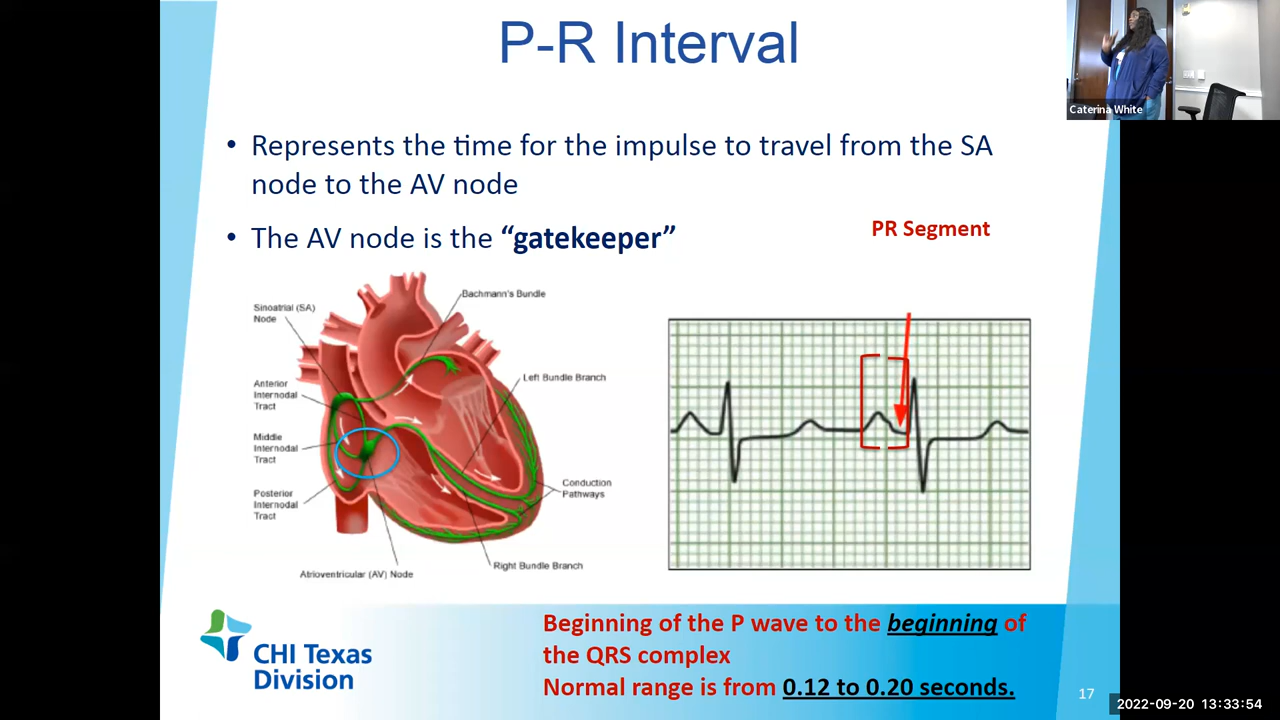 P-R Interval
Caterina White
• Represents the time for the impulse to travel from the SA
node to the AV node
• The AV node is the “gatekeeper”
PR Segment
Bachmann's Bundle
Sinoatrial (SA)
Node
Left Bundle Branch
Anterior
Internodal
Tract
Middle
Internodal
Tract
Conduction
Pathways
Posterior
Internodal
Tract
Right Bundle Branch
Atrioventricular (AV) Node
CHI Texas
Division
Beginning of the P wave to the beginning of
the QRS complex
Normal range is from 0.12 to 0.20 seconds.
17
2022-09-20 13:33:54